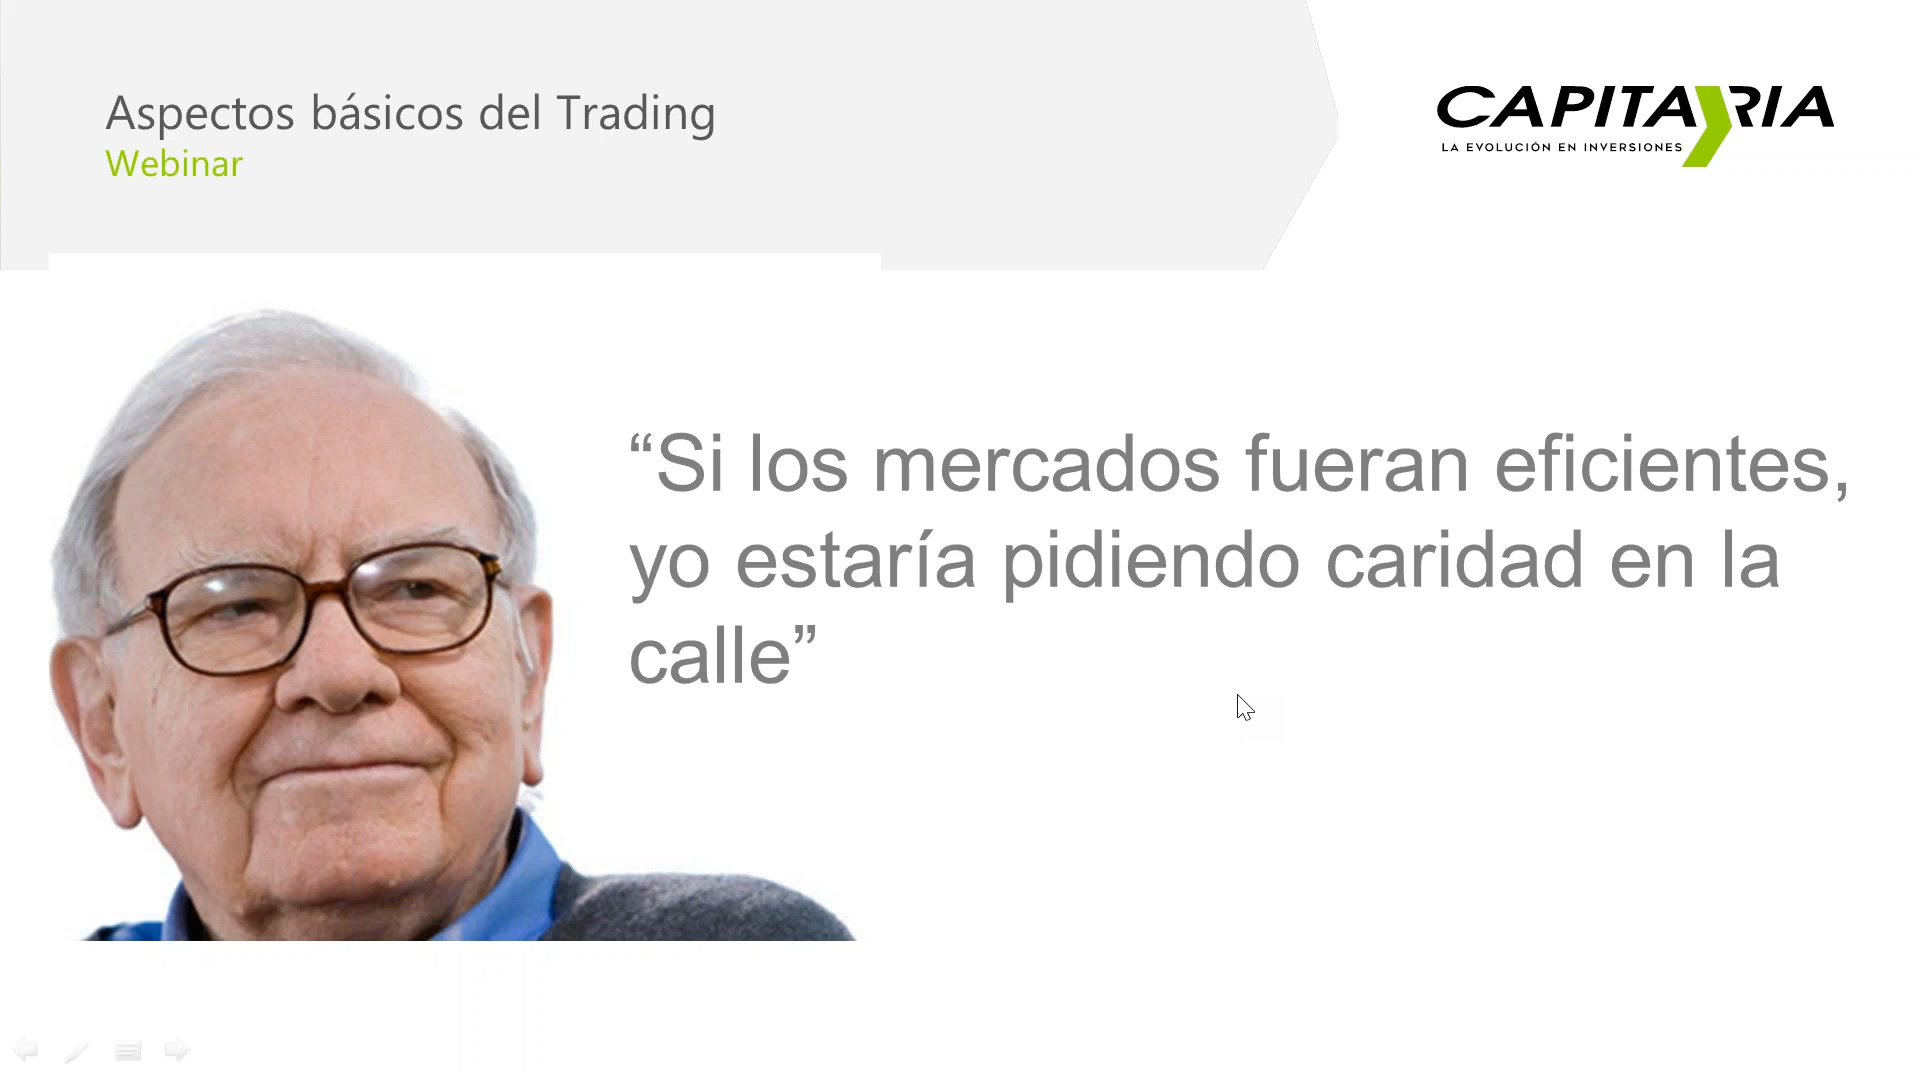 Aspectos básicos del Trading
Webinar
CAPITARIA
LA EVOLUCIÓN EN INVERSIONES
“Si los mercados fueran eficientes,
yo estaría pidiendo caridad en la
calle”